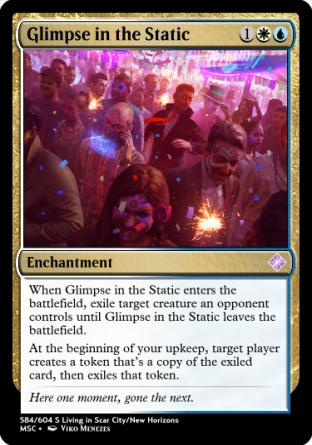 Glimpse in the Static 1
Enchantment
When Glimpse in the Static enters the
battlefield, exile target creature an opponent
controls until Glimpse in the Static leaves the
battlefield.
At the beginning of your upkeep, target player
creates a token that's a copy of the exiled
card, then exiles that token.
Here one moment, gone the next.
584/604 S Living in Scar City/New Horizons
MSC • Viko Menezes